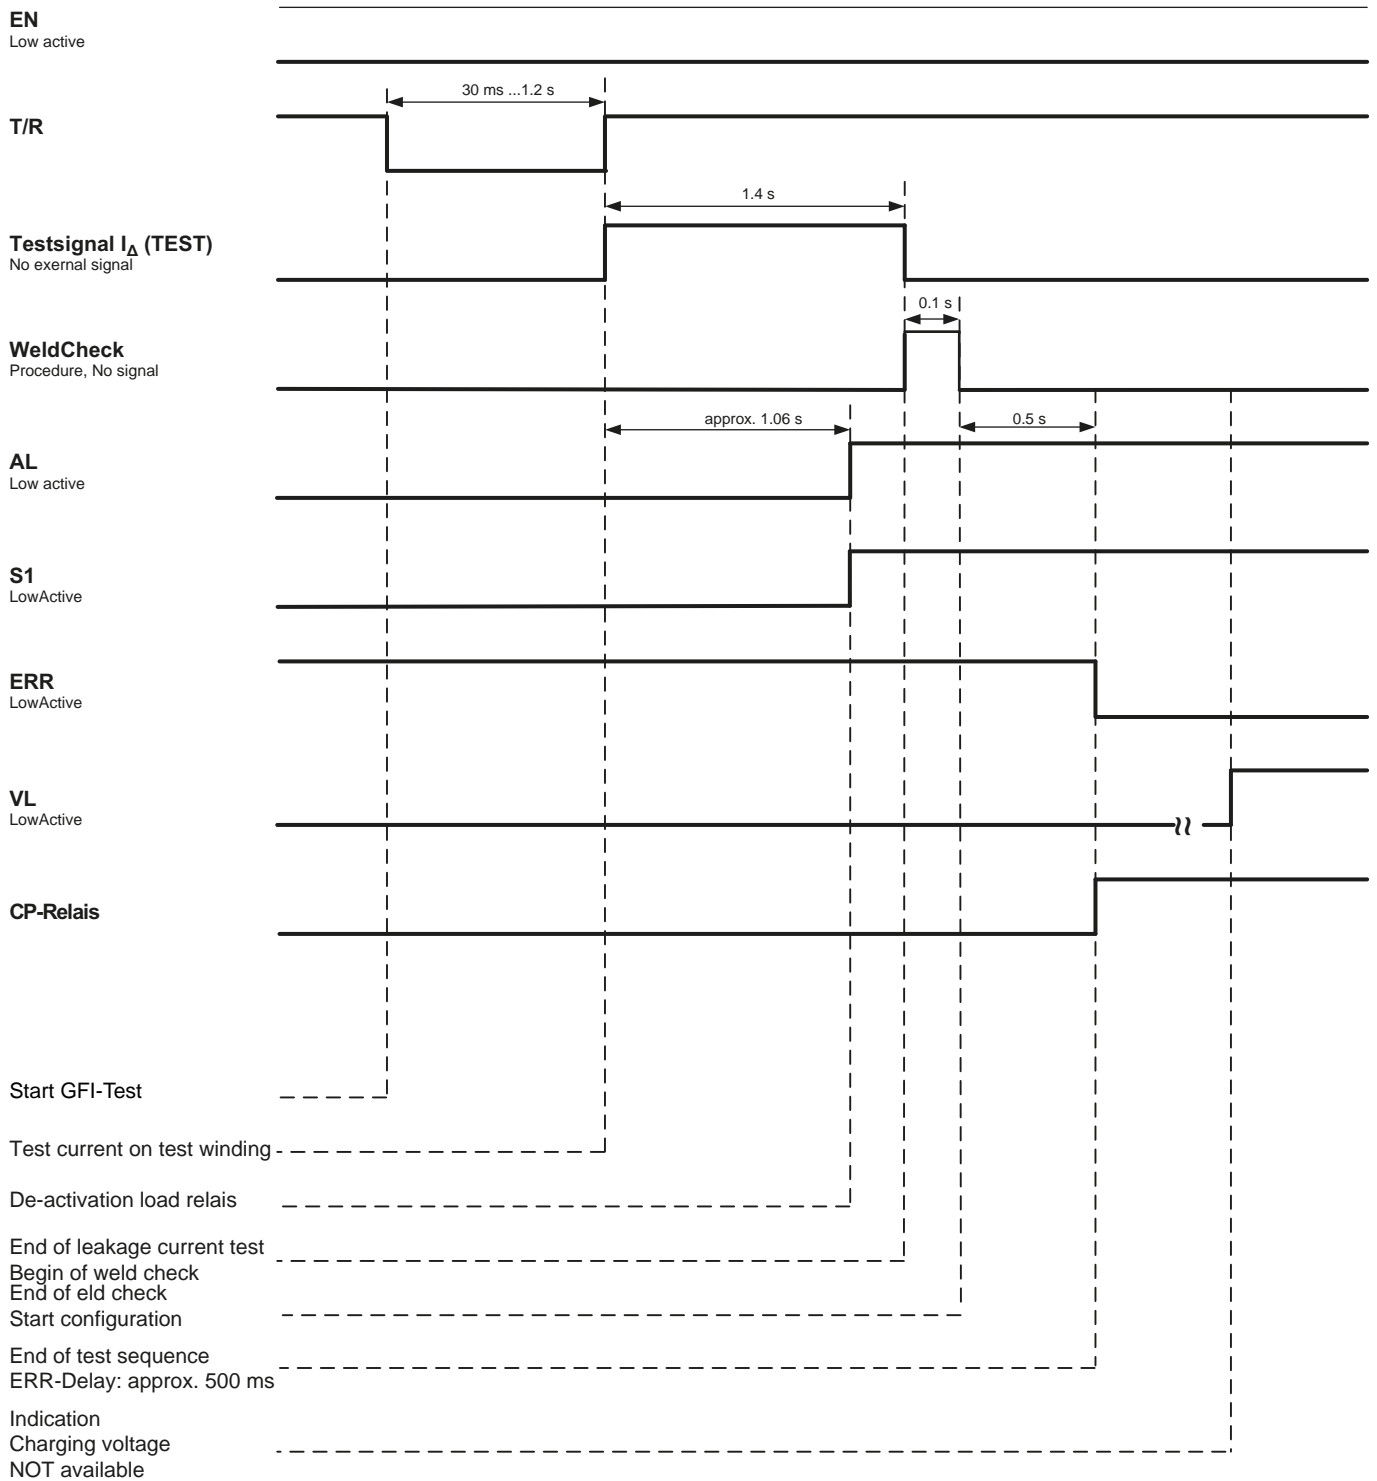 EN
Low active
30 ms ...1.2 s
T/R
1.4 s
Testsignal IΔ (TEST)
No exernal signal
0.1 s
WeldCheck
Procedure, No signal
approx. 1.06 s
0.5 s
AL
Low active
S1
LowActive
ERR
LowActive
VL
LowActive
CP-Relais
Start GFI-Test
Test current on test winding
De-activation load relais
End of leakage current test
Begin of weld check
End of eld check
Start configuration
End of test sequence
ERR-Delay: approx. 500 ms
Indication
Charging voltage
NOT available